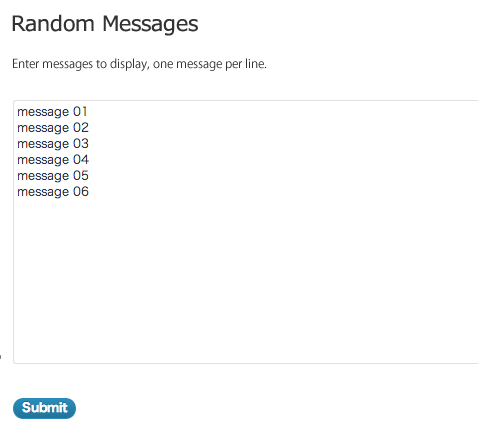 Random Messages
Enter messages to display, one message per line.
message 01
message 02
message 03
message 04
message 05
message 06
Submit